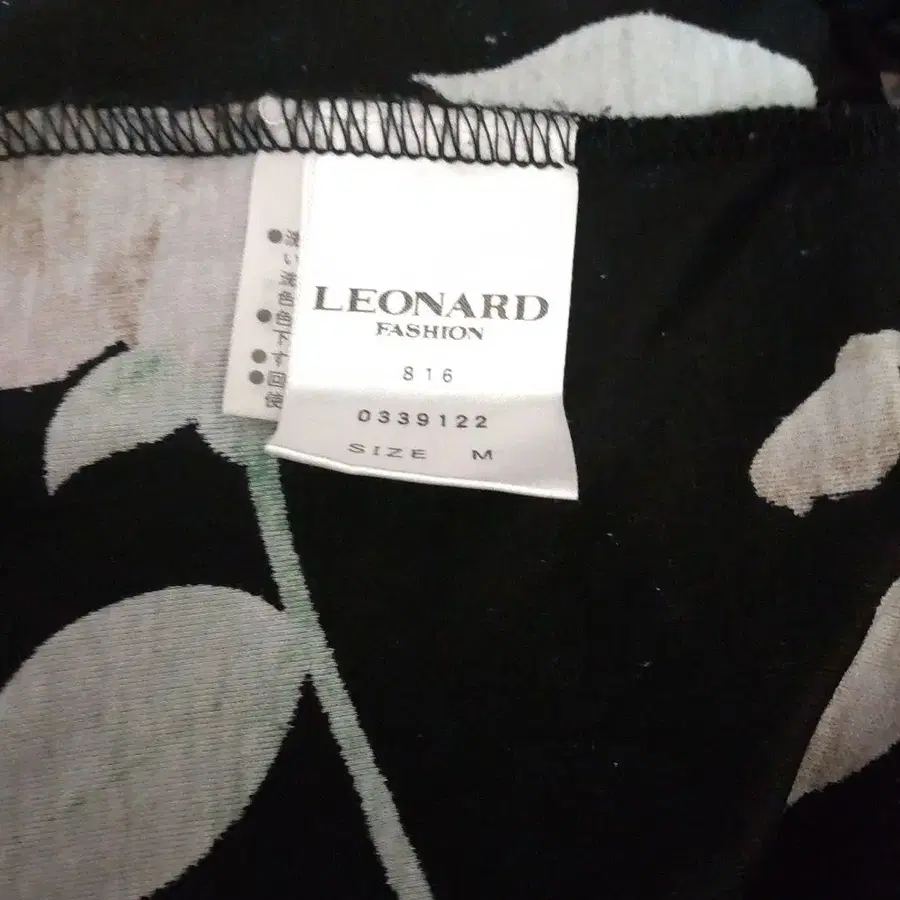 LEONARD
FASHION
816
0339122
SIZE M